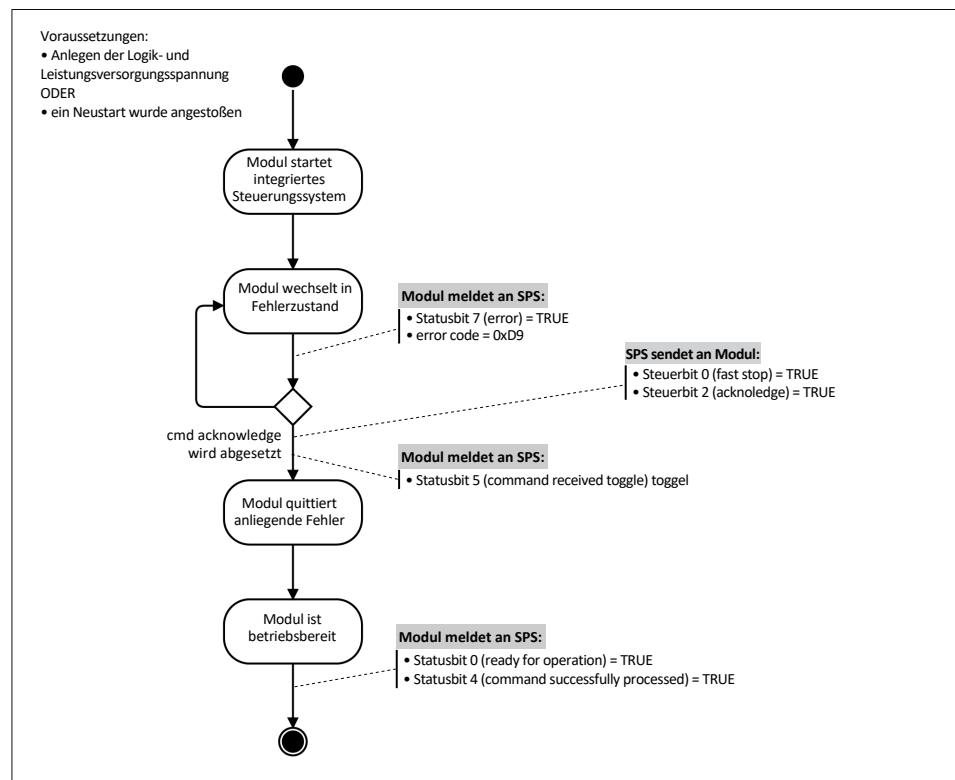 Voraussetzungen:
• Anlegen der Logik- und
Leistungsversorgungsspannung
ODER
• ein Neustart wurde angestoßen
Modul startet
integriertes
Steuerungssystem
Modul wechselt in
Fehlerzustand
Modul meldet an SPS:
• Statusbit 7 (error) = TRUE
• error code = 0xD9
SPS sendet an Modul:
• Steuerbit 0 (fast stop) = TRUE
• Steuerbit 2 (acknoledge) = TRUE
cmd acknowledge
wird abgesetzt
Modul meldet an SPS:
• Statusbit 5 (command received toggle) toggel
Modul quittiert
anliegende Fehler
Modul ist
betriebsbereit
Modul meldet an SPS:
• Statusbit 0 (ready for operation) = TRUE
• Statusbit 4 (command successfully processed) = TRUE